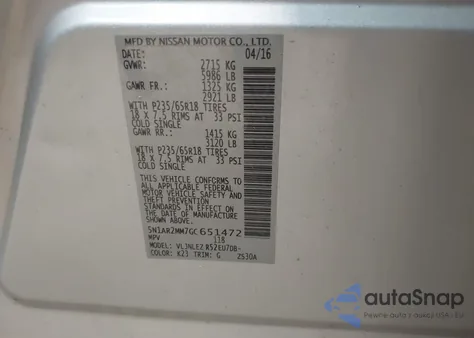 MFD BY NISSAN MOTOR CO., LTD.
DATE: 04/16
GVWR: 2715 KG
5986 LB
GAWR FR.: 1325 KG
2921 LB
WITH P235/65R18 TIRES
18 X 7.5 RIMS AT 33 PSI
COLD SINGLE
GAWR RR.: 1415 KG
3120 LB
WITH P235/65R18 TIRES
18 X 7.5 RIMS AT 33 PSI
COLD SINGLE
THIS VEHICLE CONFORMS TO
ALL APPLICABLE FEDERAL
MOTOR VEHICLE SAFETY AND
THEFT PREVENTION
STANDARDS IN EFFECT ON
THE DATE OF MANUFACTURE
SHOWN ABOVE.
5N1AR2MM7GC651472
MPV 118
MODEL:
COLOR: K23 TRIM: G ZS30A
autoSnap